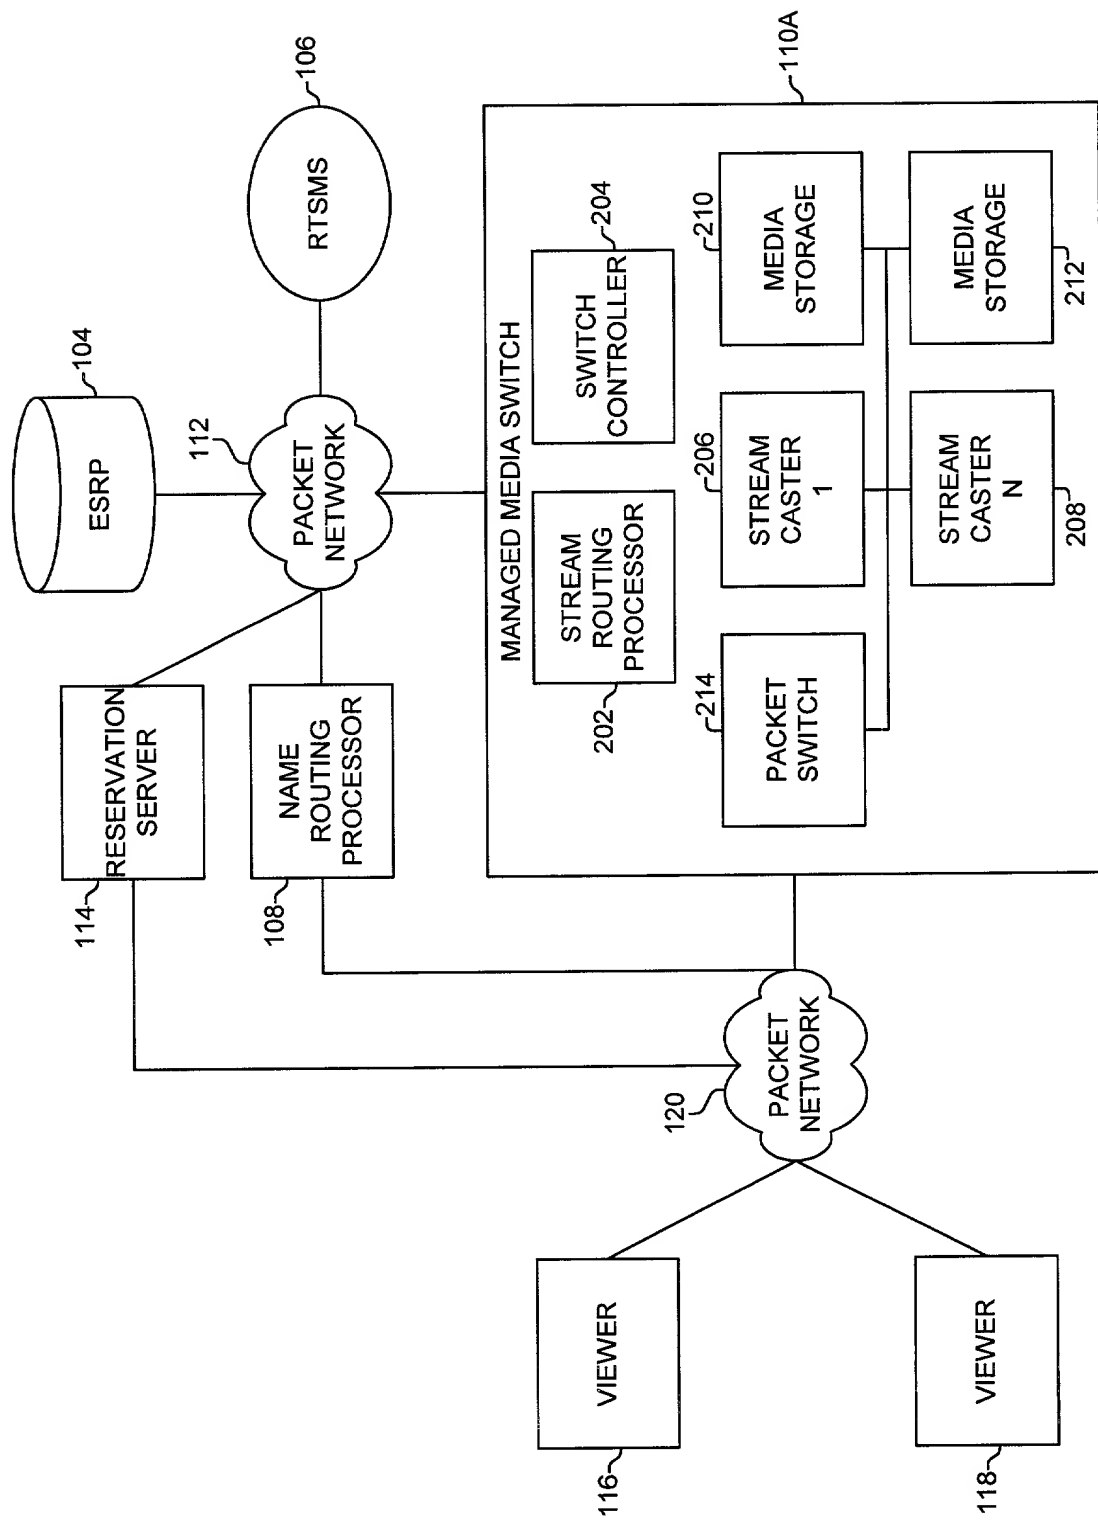 104
ESRP
106
RTSMS
112
PACKET
NETWORK
114
RESERVATION
SERVER
108
NAME
ROUTING
PROCESSOR
110A
MANAGED MEDIA SWITCH
202
STREAM
ROUTING
PROCESSOR
204
SWITCH
CONTROLLER
214
PACKET
SWITCH
206
STREAM
CASTER
1
210
MEDIA
STORAGE
STREAM
CASTER
N
208
MEDIA
STORAGE
212
120
PACKET
NETWORK
116
VIEWER
118
VIEWER